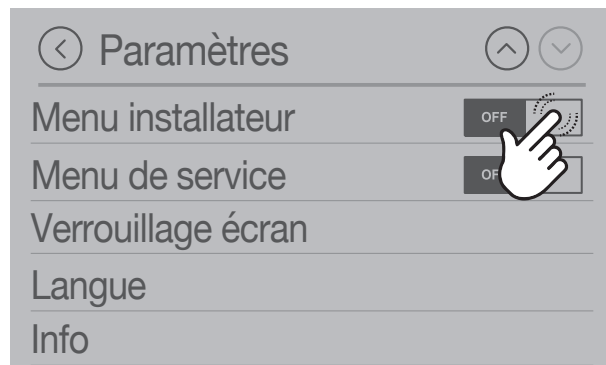 Paramètres
Menu installateur OFF
Menu de service
Verrouillage écran
Langue
Info